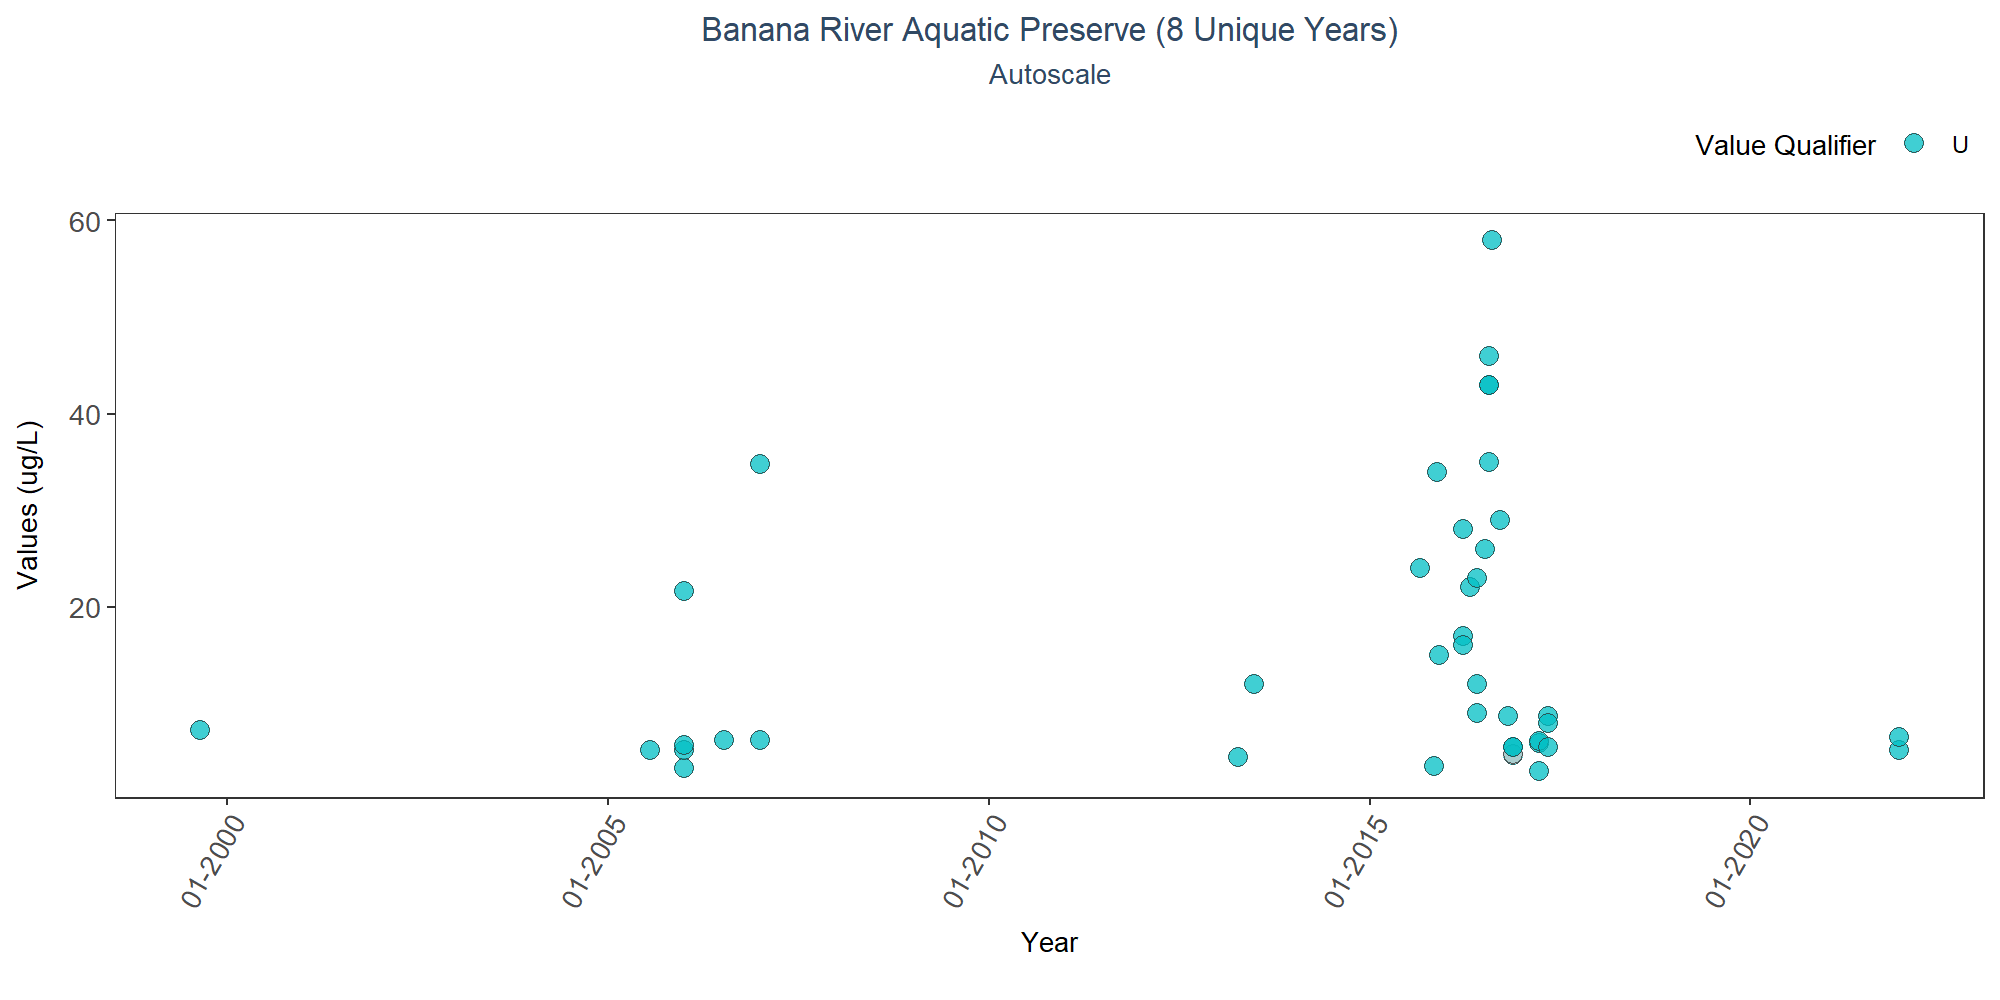 Banana River Aquatic Preserve (8 Unique Years)
Autoscale
Value Qualifier U
60
40
20
Values (ug/L)
01-2000 01-2005 01-2010 01-2015 01-2020
Year